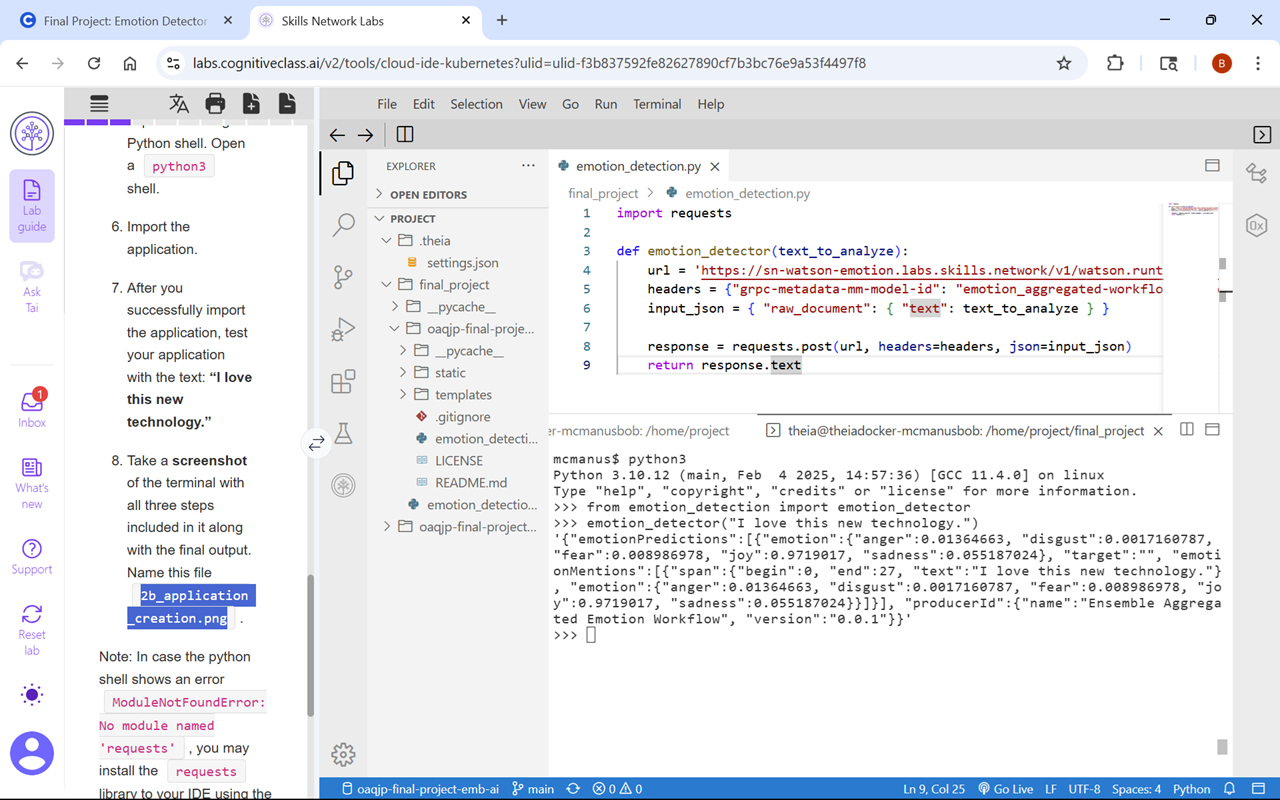 Final Project: Emotion Detector
Skills Network Labs
labs.cognitiveclass.ai/v2/tools/cloud-ide-kubernetes?ulid=ulid-f3b837592fe82627890cf7b3bc76e9a53f4497f8
B
Lab
guide
Ask
Tai
1
Inbox
What's
new
Support
Reset
lab
Python shell. Open
a python3
shell.
6. Import the
application.
7. After you
successfully import
the application, test
your application
with the text: “I love
this new
technology.”
8. Take a screenshot
of the terminal with
all three steps
included in it along
with the final output.
Name this file
2b_application
_creation.png .
Note: In case the python
shell shows an error
ModuleNotFoundError:
No module named
'requests' , you may
install the requests
library to your IDE using the
File Edit Selection View Go Run Terminal Help
EXPLORER ...
OPEN EDITORS
PROJECT
.theia
settings.json
final_project
__pycache__
oaqjp-final-proje...
__pycache__
static
templates
.gitignore
emotion_detecti...
LICENSE
README.md
emotion_detectio...
oaqjp-final-project...
emotion_detection.py
final_project > emotion_detection.py
1 import requests
2
3 def emotion_detector(text_to_analyze):
4 url = 'https://sn-watson-emotion.labs.skills.network/v1/watson.runt
5 headers = {"grpc-metadata-mm-model-id": "emotion_aggregated-workflo
6 input_json = { "raw_document": { "text": text_to_analyze } }
7
8 response = requests.post(url, headers=headers, json=input_json)
9 return response.text
0x
er-mcmanusbob: /home/project
theia@theiadocker-mcmanusbob: /home/project/final_project
mcmanus$ python3
Python 3.10.12 (main, Feb  4 2025, 14:57:36) [GCC 11.4.0] on linux
Type "help", "copyright", "credits" or "license" for more information.
>>> from emotion_detection import emotion_detector
>>> emotion_detector("I love this new technology.")
'{"emotionPredictions":[{"emotion":{"anger":0.01364663, "disgust":0.0017160787,
"fear":0.008986978, "joy":0.9719017, "sadness":0.055187024}, "target":"", "emoti
onMentions":[{"span":{"begin":0, "end":27, "text":"I love this new technology."}
, "emotion":{"anger":0.01364663, "disgust":0.0017160787, "fear":0.008986978, "jo
y":0.9719017, "sadness":0.055187024}}]}], "producerId":{"name":"Ensemble Aggrega
ted Emotion Workflow", "version":"0.0.1"}}'
>>>
oaqjp-final-project-emb-ai main 0 0 Ln 9, Col 25 Go Live LF UTF-8 Spaces: 4 Python